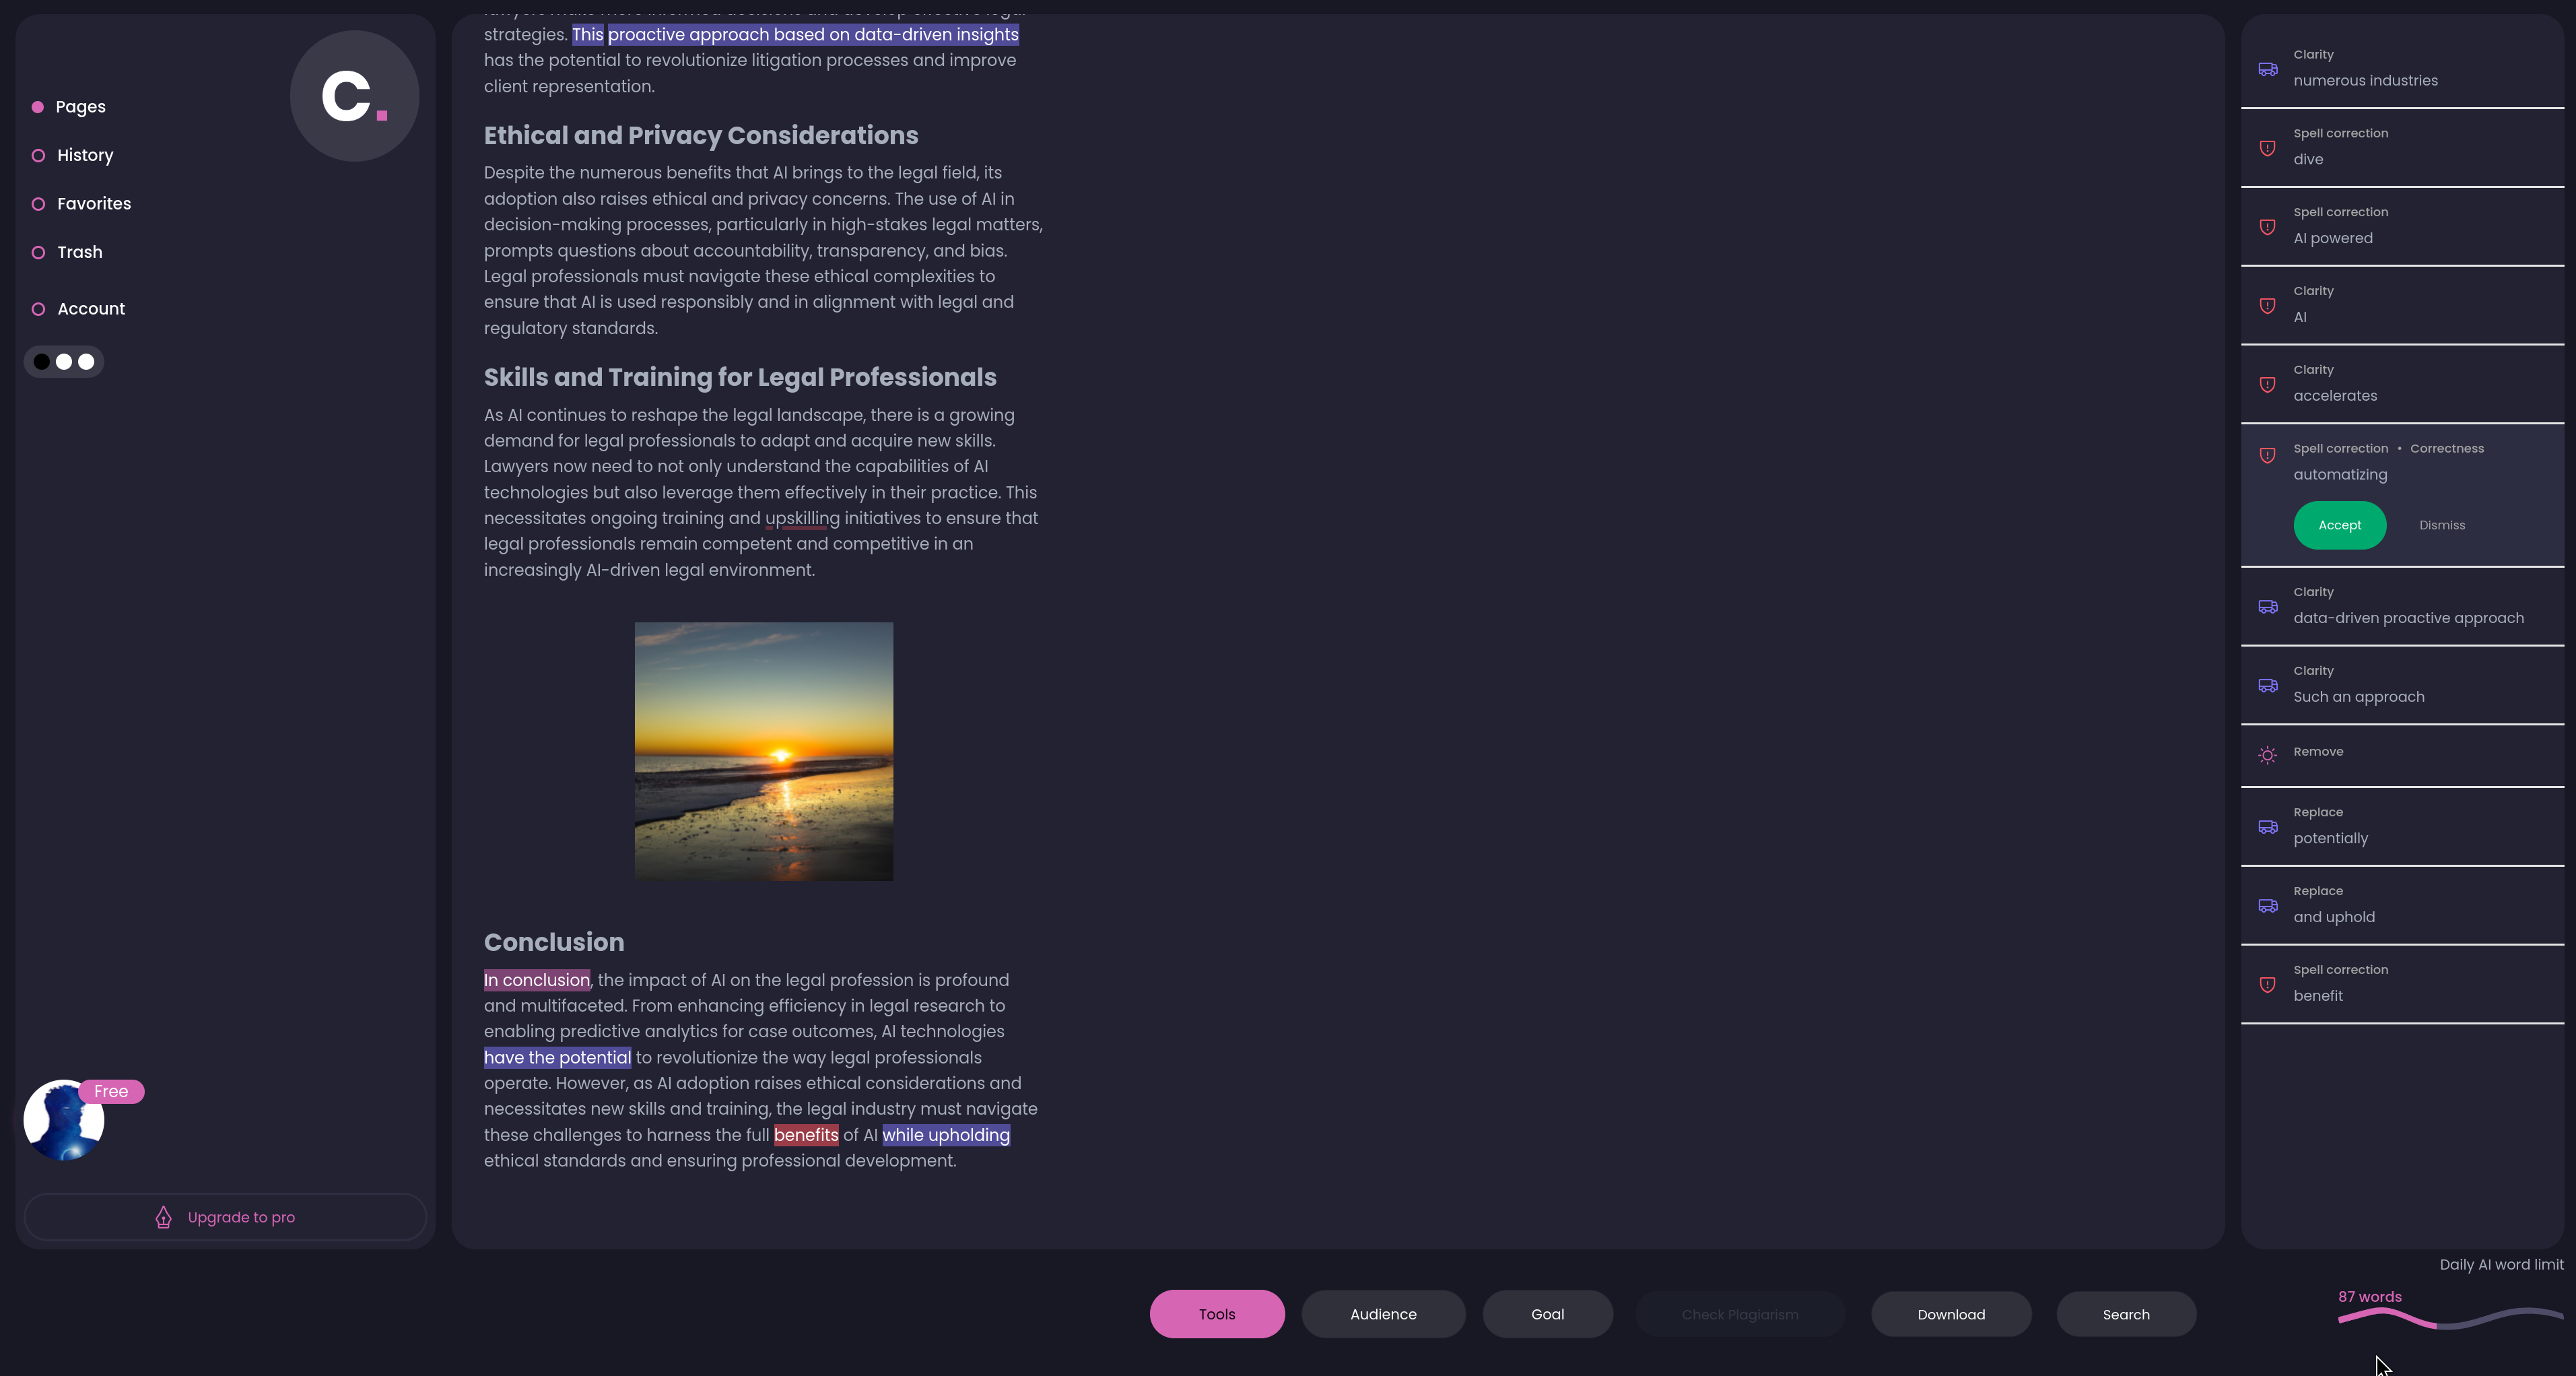 C.
Pages
History
Favorites
Trash
Account
Free
Upgrade to pro
lawyers make more informed decisions and develop effective legal
strategies. This proactive approach based on data-driven insights
has the potential to revolutionize litigation processes and improve
client representation.
Ethical and Privacy Considerations
Despite the numerous benefits that AI brings to the legal field, its
adoption also raises ethical and privacy concerns. The use of AI in
decision-making processes, particularly in high-stakes legal matters,
prompts questions about accountability, transparency, and bias.
Legal professionals must navigate these ethical complexities to
ensure that AI is used responsibly and in alignment with legal and
regulatory standards.
Skills and Training for Legal Professionals
As AI continues to reshape the legal landscape, there is a growing
demand for legal professionals to adapt and acquire new skills.
Lawyers now need to not only understand the capabilities of AI
technologies but also leverage them effectively in their practice. This
necessitates ongoing training and upskilling initiatives to ensure that
legal professionals remain competent and competitive in an
increasingly AI-driven legal environment.
Conclusion
In conclusion, the impact of AI on the legal profession is profound
and multifaceted. From enhancing efficiency in legal research to
enabling predictive analytics for case outcomes, AI technologies
have the potential to revolutionize the way legal professionals
operate. However, as AI adoption raises ethical considerations and
necessitates new skills and training, the legal industry must navigate
these challenges to harness the full benefits of AI while upholding
ethical standards and ensuring professional development.
Clarity
numerous industries
Spell correction
dive
Spell correction
AI powered
Clarity
AI
Clarity
accelerates
Spell correction • Correctness
automatizing
Accept Dismiss
Clarity
data-driven proactive approach
Clarity
Such an approach
Remove
Replace
potentially
Replace
and uphold
Spell correction
benefit
Daily AI word limit
87 words
Tools Audience Goal Check Plagiarism Download Search